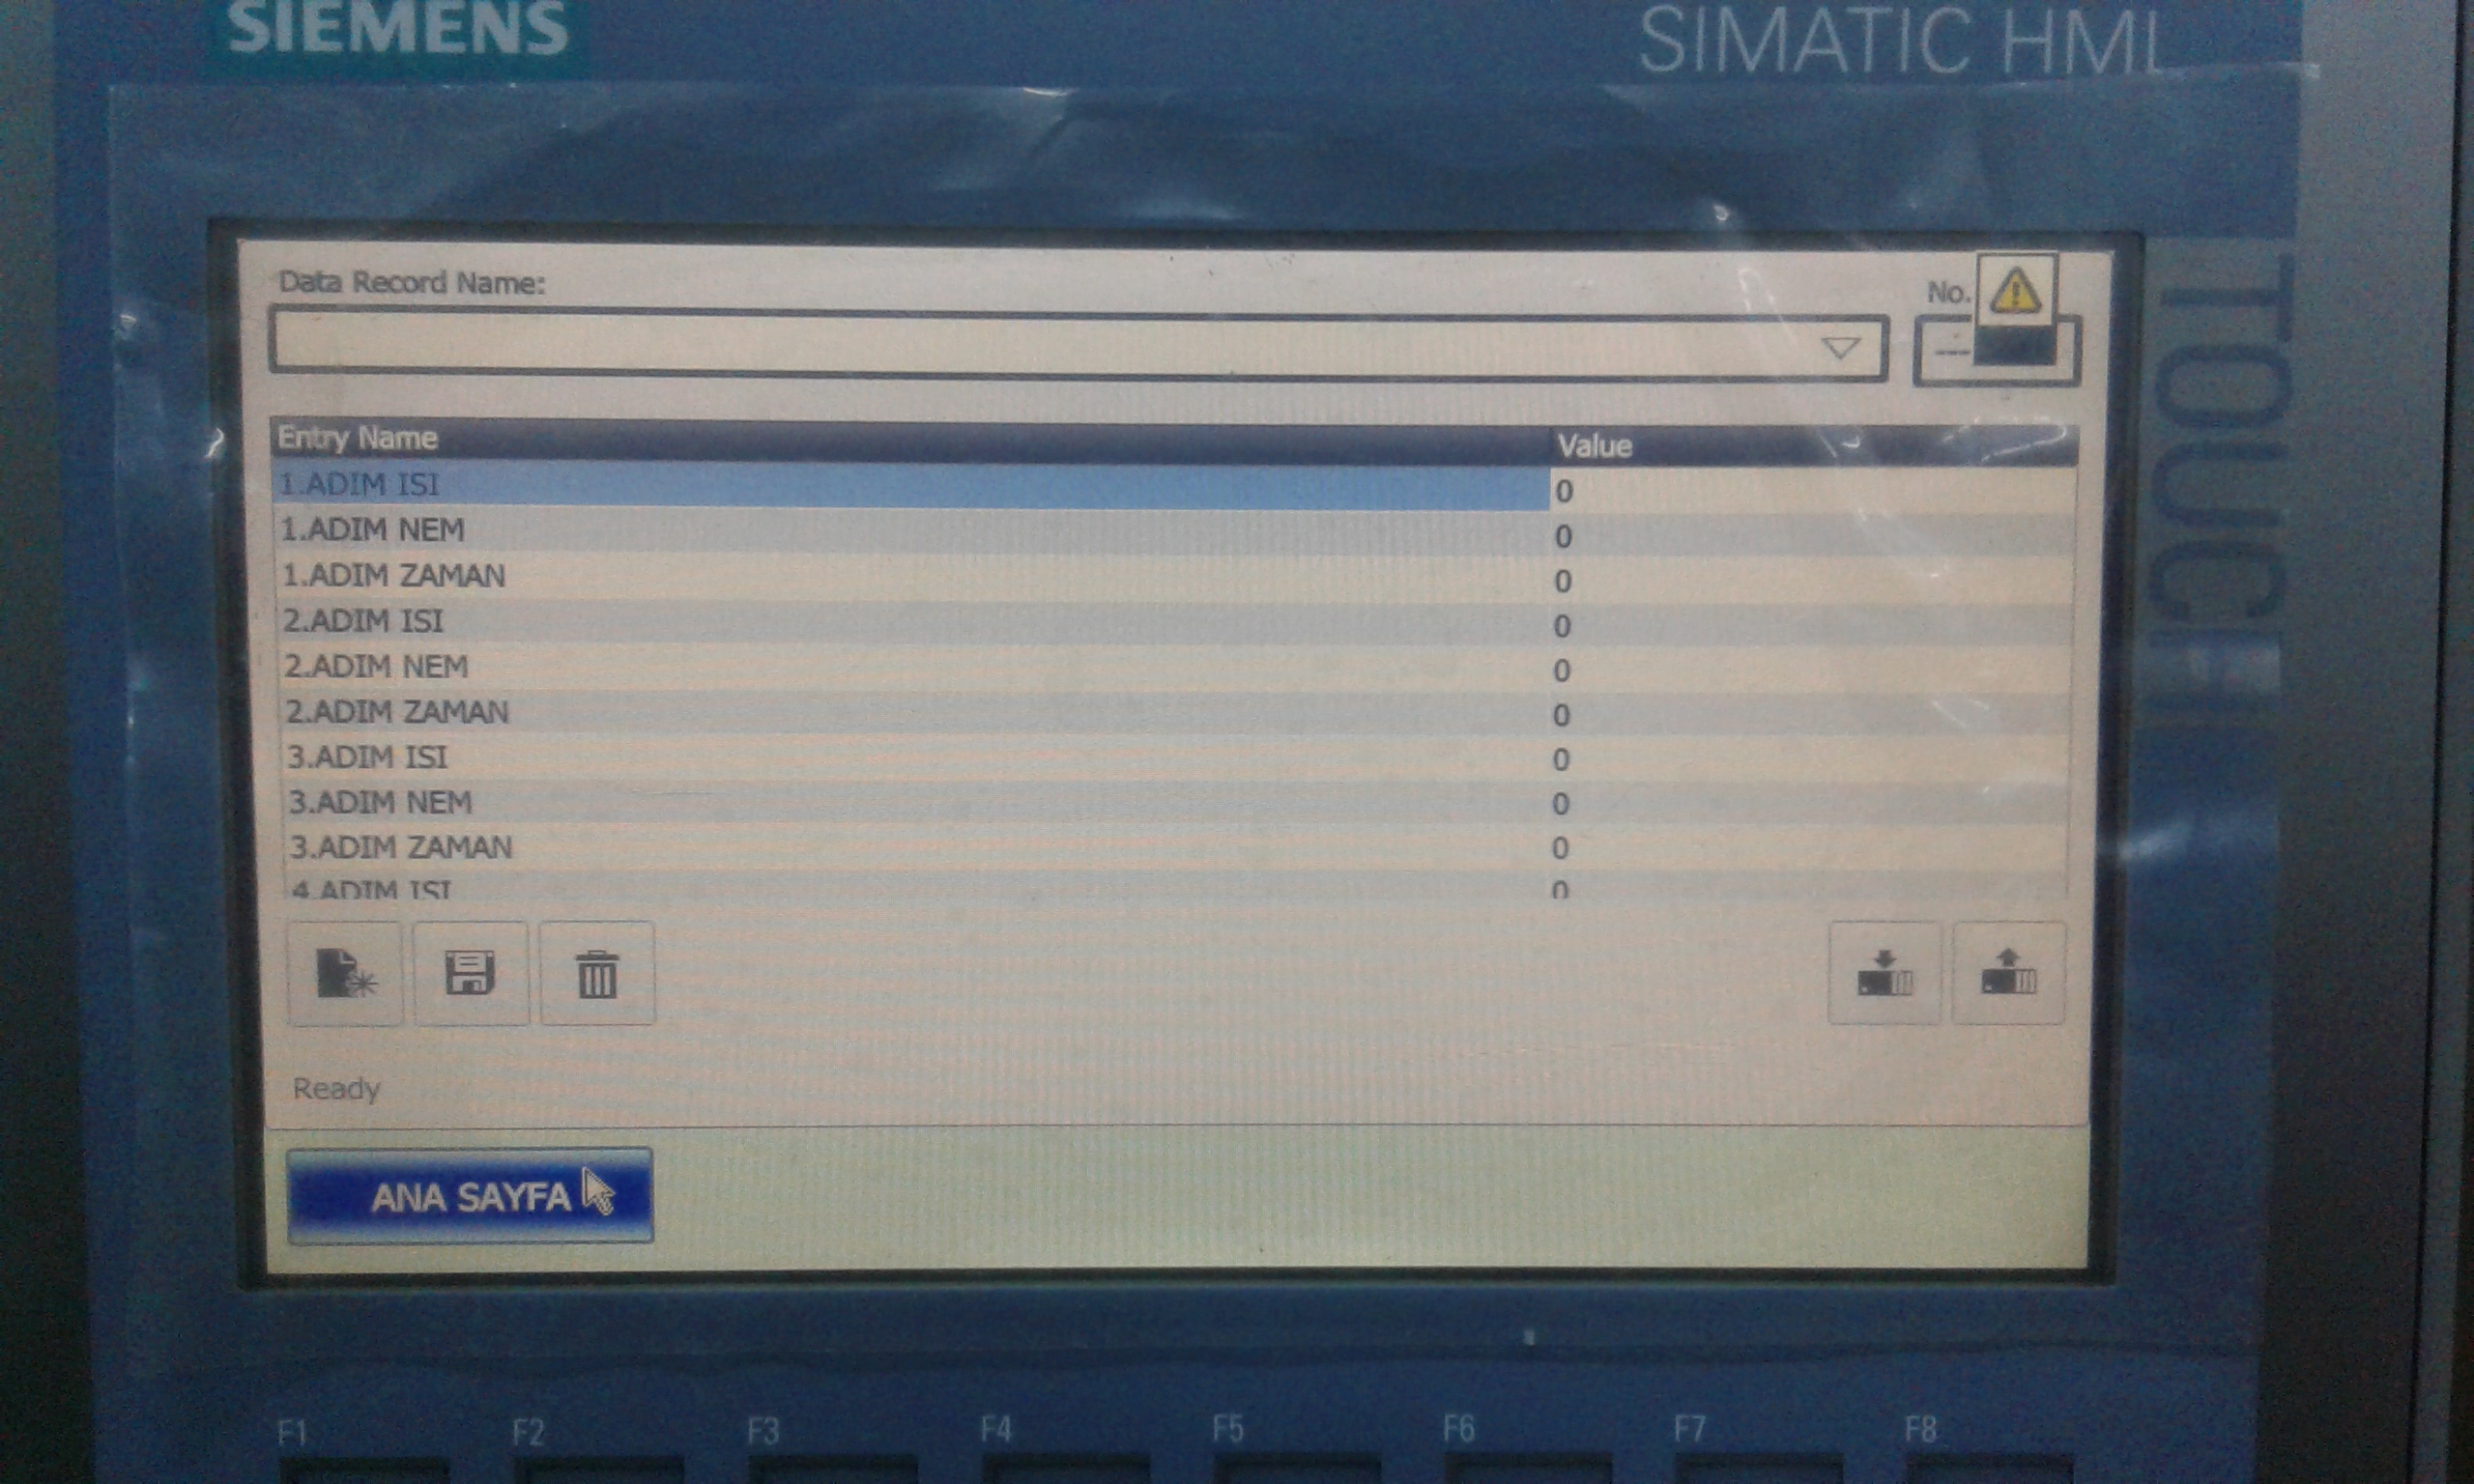 SIEMENS
SIMATIC HMI
TOUCH
Data Record Name:
No.
Entry Name Value
1.ADIM ISI 0
1.ADIM NEM 0
1.ADIM ZAMAN 0
2.ADIM ISI 0
2.ADIM NEM 0
2.ADIM ZAMAN 0
3.ADIM ISI 0
3.ADIM NEM 0
3.ADIM ZAMAN 0
4.ADIM ISI 0
Ready
ANA SAYFA
F1 F2 F3 F4 F5 F6 F7 F8